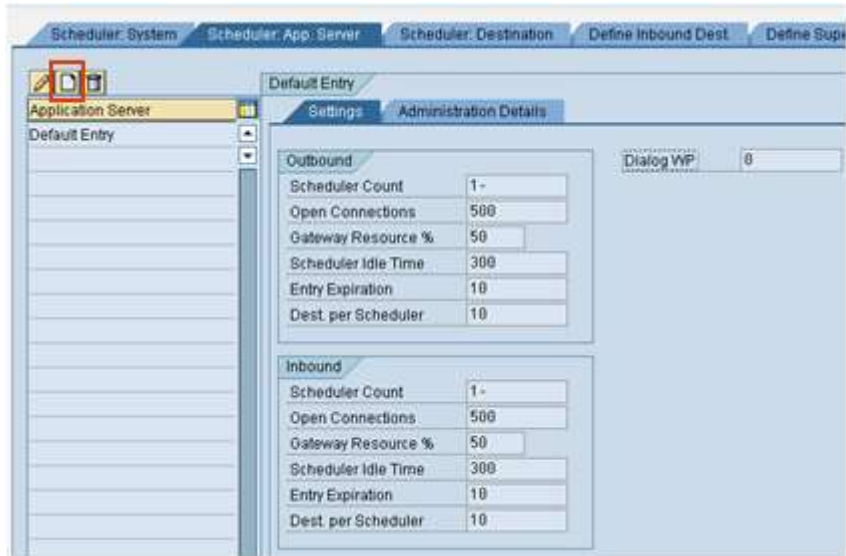 Scheduler: System Scheduler: App. Server Scheduler: Destination Define Inbound Dest. Define Supe
Default Entry
Application Server
Settings Administration Details
Default Entry
Outbound
Dialog WP 0
Scheduler Count 1-
Open Connections 500
Gateway Resource % 50
Scheduler Idle Time 300
Entry Expiration 10
Dest. per Scheduler 10
Inbound
Scheduler Count 1-
Open Connections 500
Gateway Resource % 50
Scheduler Idle Time 300
Entry Expiration 10
Dest. per Scheduler 10